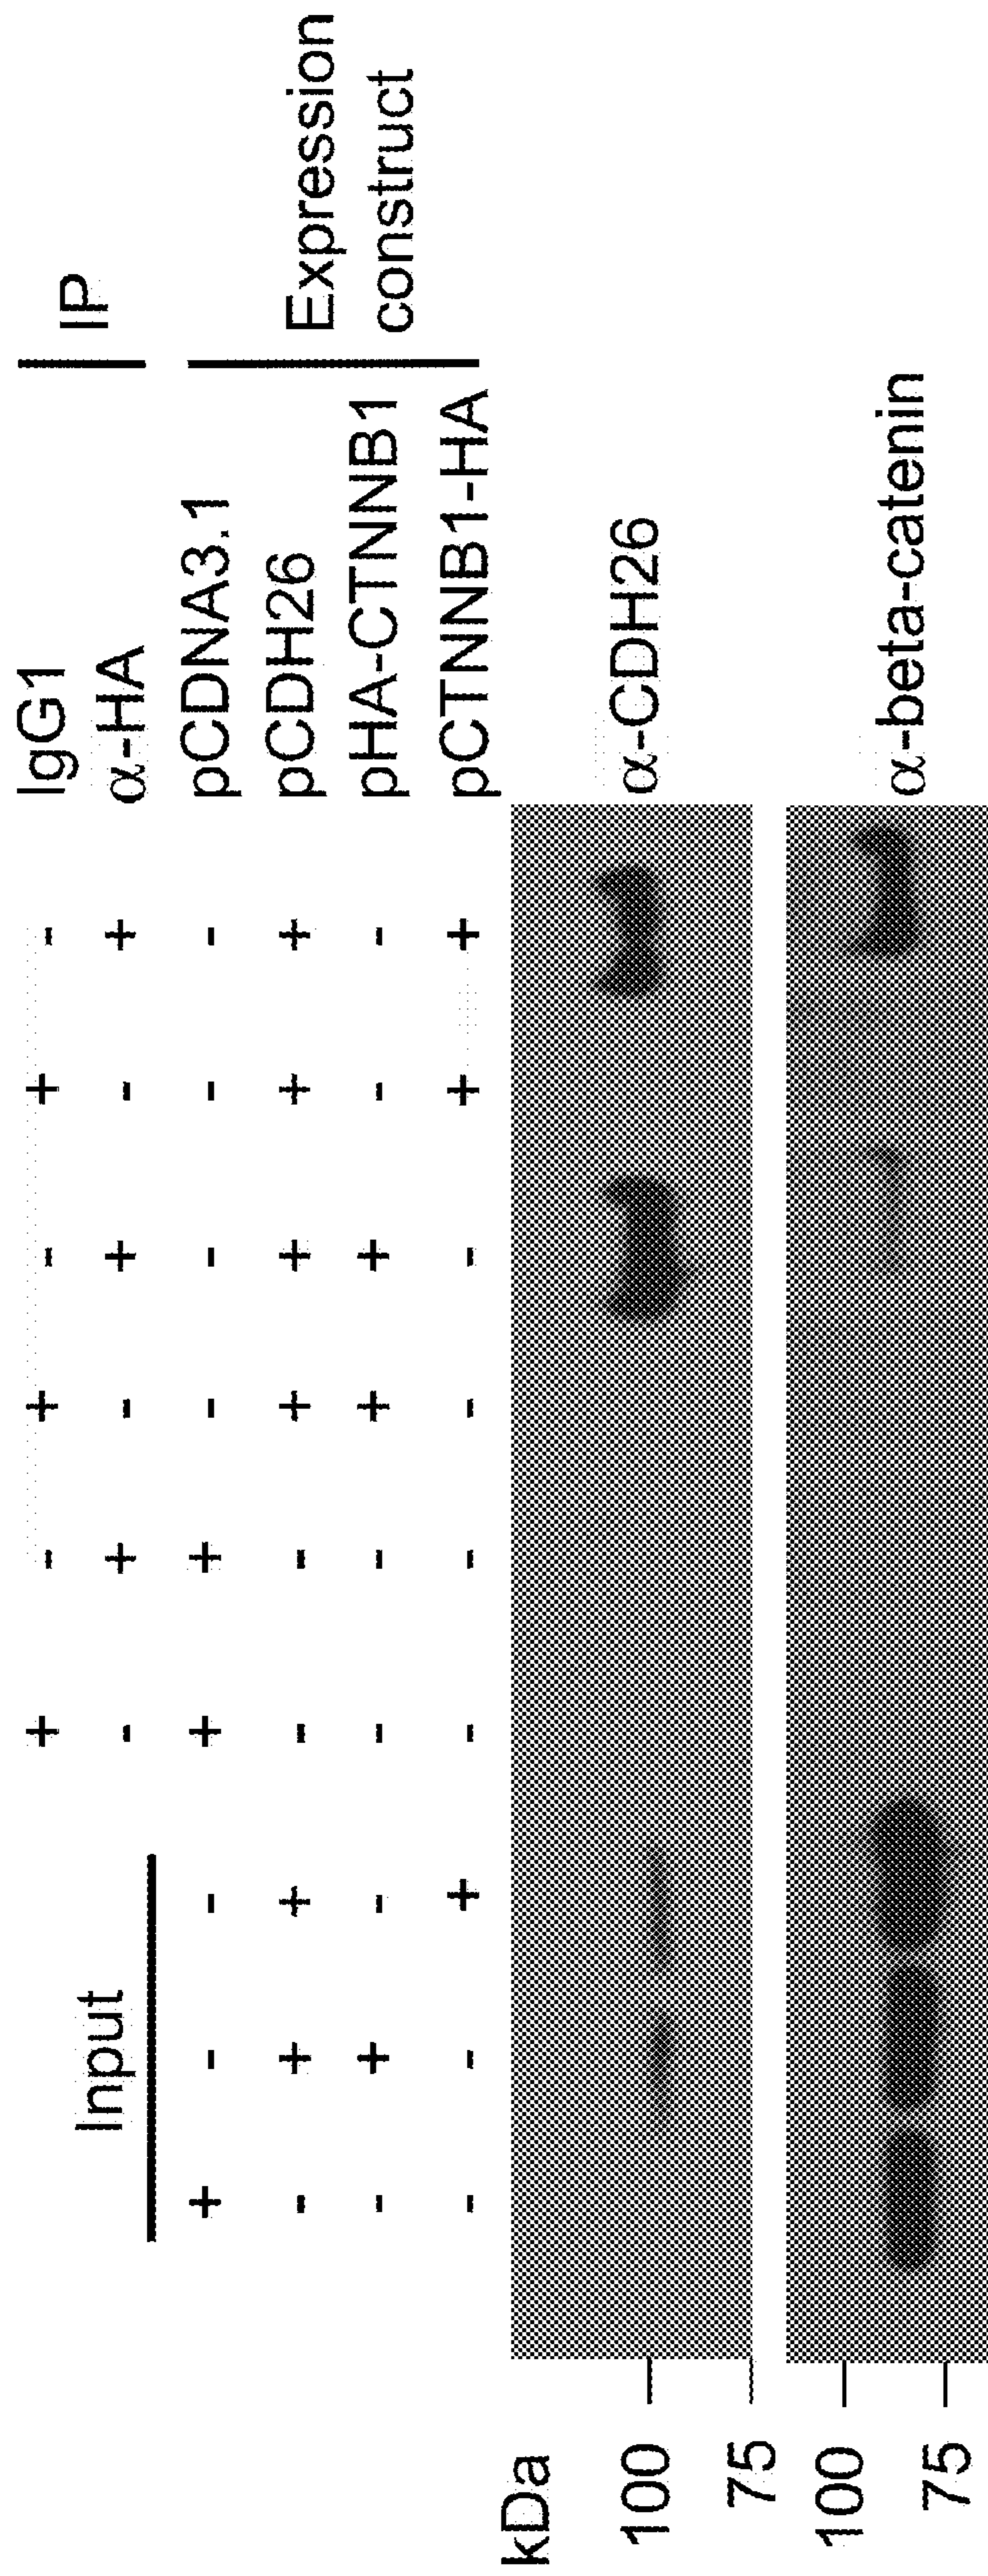 + - + - + - IgG1
IP
Input - + - + - + α-HA
+ - - + + - - - - pCDNA3.1
- + + - - + + + + pCDH26
Expression
- + - - - + + - - pHA-CTNNB1
construct
- - + - - - - + + pCTNNB1-HA
kDa
100
α-CDH26
75
100
α-beta-catenin
75